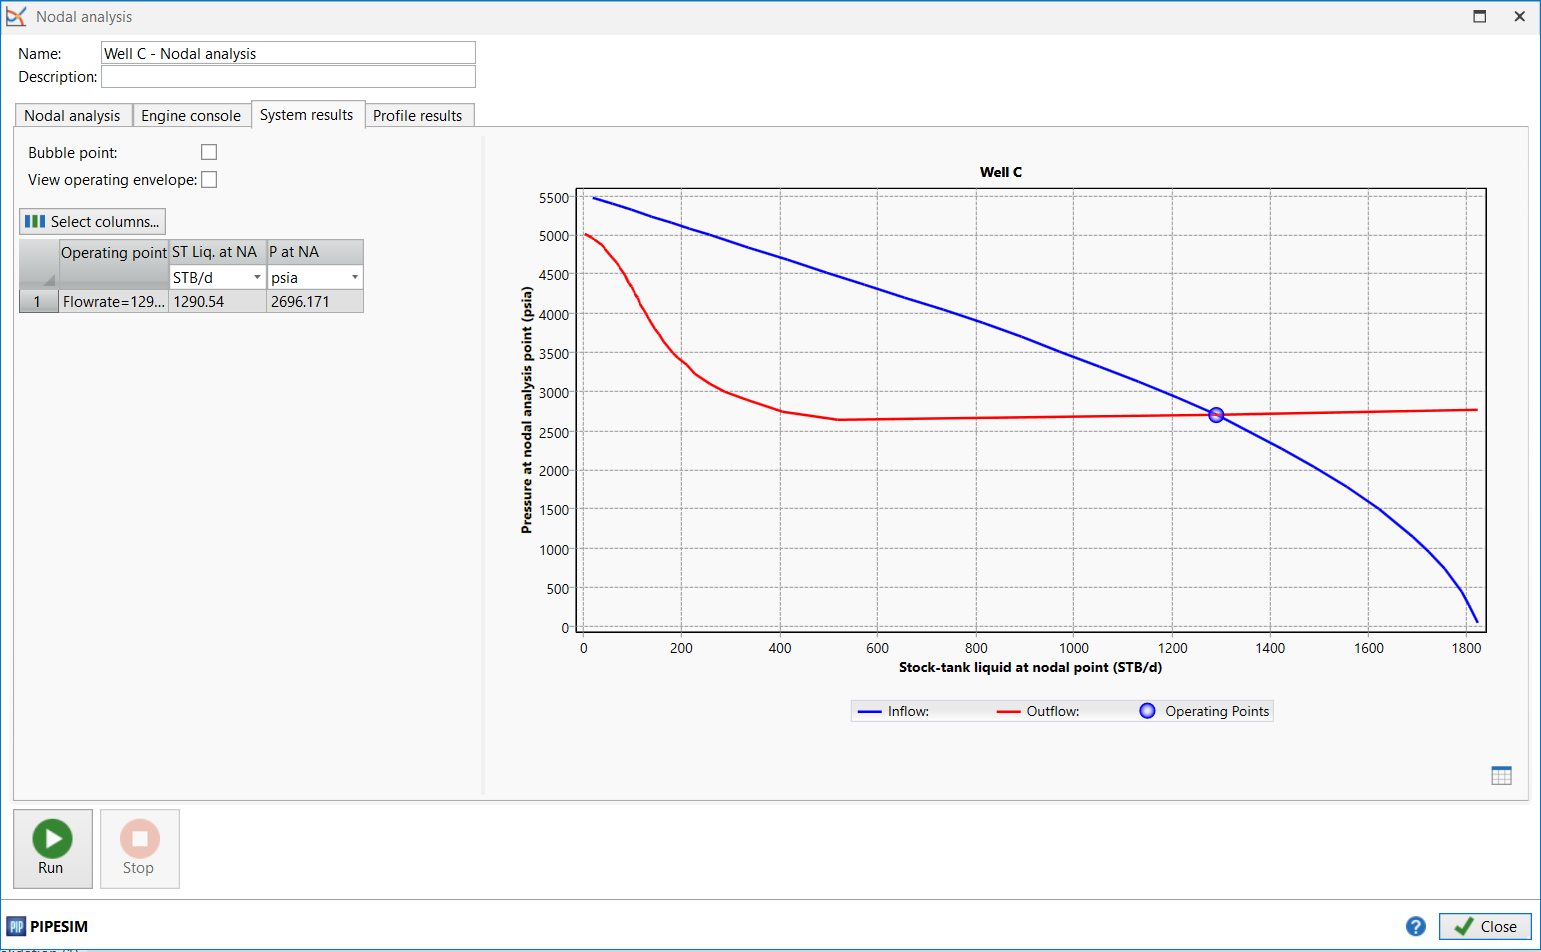 Nodal analysis
Name: Well C - Nodal analysis
Description:
Nodal analysis Engine console System results Profile results
Bubble point:
View operating envelope:
Select columns...
Operating point ST Liq. at NA P at NA
STB/d psia
1 Flowrate=129... 1290.54 2696.171
Well C
Pressure at nodal analysis point (psia)
5500
5000
4500
4000
3500
3000
2500
2000
1500
1000
500
0
0 200 400 600 800 1000 1200 1400 1600 1800
Stock-tank liquid at nodal point (STB/d)
Inflow: Outflow: Operating Points
Run Stop
PIP PIPESIM ? Close